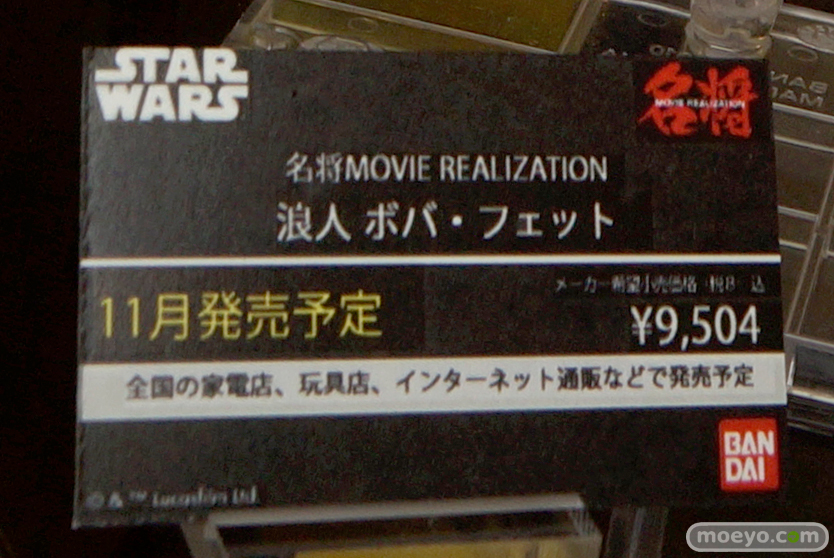 STAR
WARS
名将
MOVIE REALIZATION
名将MOVIE REALIZATION
浪人 ボバ・フェット
11月発売予定
メーカー希望小売価格 税8 込
¥9,504
全国の家電店、玩具店、インターネット通販などで発売予定
BAN
DAI
© & ™ Lucasfilm Ltd.
moeyo.com